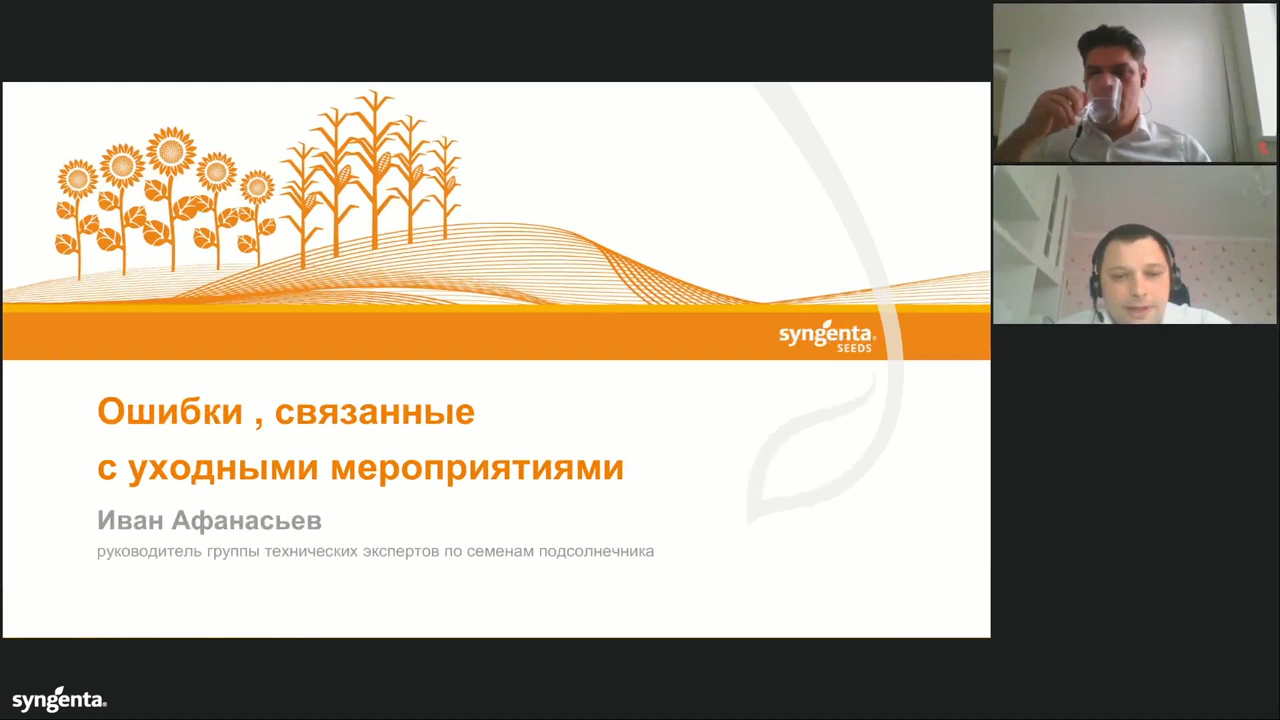 syngenta
SEEDS
Ошибки , связанные
с уходными мероприятиями
Иван Афанасьев
руководитель группы технических экспертов по семенам подсолнечника
syngenta